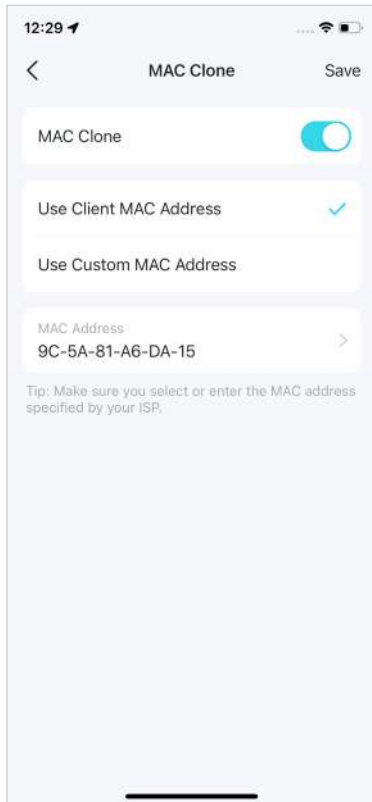 12:29
MAC Clone Save
MAC Clone
Use Client MAC Address
Use Custom MAC Address
MAC Address
9C-5A-81-A6-DA-15
Tip: Make sure you select or enter the MAC address
specified by your ISP.